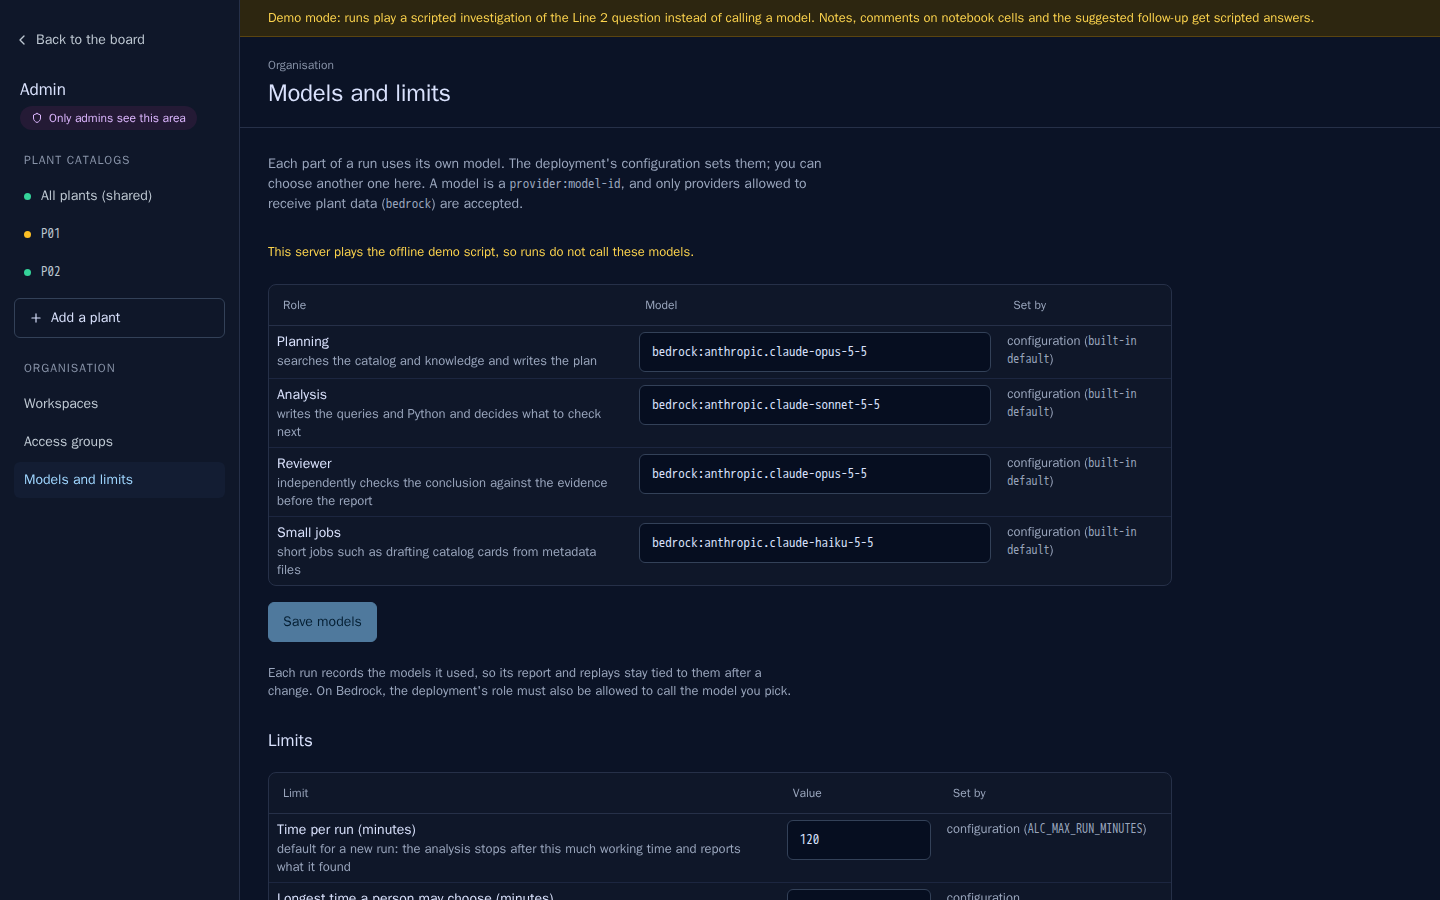 Demo mode: runs play a scripted investigation of the Line 2 question instead of calling a model. Notes, comments on notebook cells and the suggested follow-up get scripted answers.
Back to the board
Admin
Only admins see this area
PLANT CATALOGS
All plants (shared)
P01
P02
Add a plant
ORGANISATION
Workspaces
Access groups
Models and limits
Organisation
Models and limits
Each part of a run uses its own model. The deployment's configuration sets them; you can
choose another one here. A model is a provider:model-id, and only providers allowed to
receive plant data (bedrock) are accepted.
This server plays the offline demo script, so runs do not call these models.
Role Model Set by
Planning
searches the catalog and knowledge and writes the plan
bedrock:anthropic.claude-opus-5-5
configuration (built-in
default)
Analysis
writes the queries and Python and decides what to check
next
bedrock:anthropic.claude-sonnet-5-5
configuration (built-in
default)
Reviewer
independently checks the conclusion against the evidence
before the report
bedrock:anthropic.claude-opus-5-5
configuration (built-in
default)
Small jobs
short jobs such as drafting catalog cards from metadata
files
bedrock:anthropic.claude-haiku-5-5
configuration (built-in
default)
Save models
Each run records the models it used, so its report and replays stay tied to them after a
change. On Bedrock, the deployment's role must also be allowed to call the model you pick.
Limits
Limit Value Set by
Time per run (minutes)
default for a new run: the analysis stops after this much working time and reports
what it found
120
configuration (ALC_MAX_RUN_MINUTES)
Longest time a person may choose (minutes)
configuration